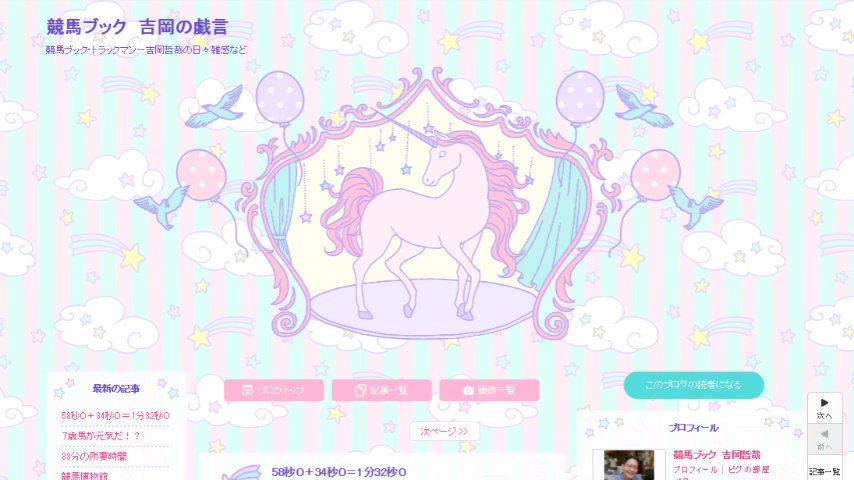 競馬ブック 吉岡の戯言
競馬ブック・トラックマン−吉岡哲哉の日々雑感など
最新の記事
58秒0＋34秒0＝1分32秒0
7歳馬が元気だ！？
33分の所要時間
競馬博物館
ブログトップ
記事一覧
画像一覧
次ページ >>
58秒0＋34秒0＝1分32秒0
このブログの読者になる
プロフィール
競馬ブック 吉岡哲哉
プロフィール｜ピグの部屋
次へ
前へ
記事一覧